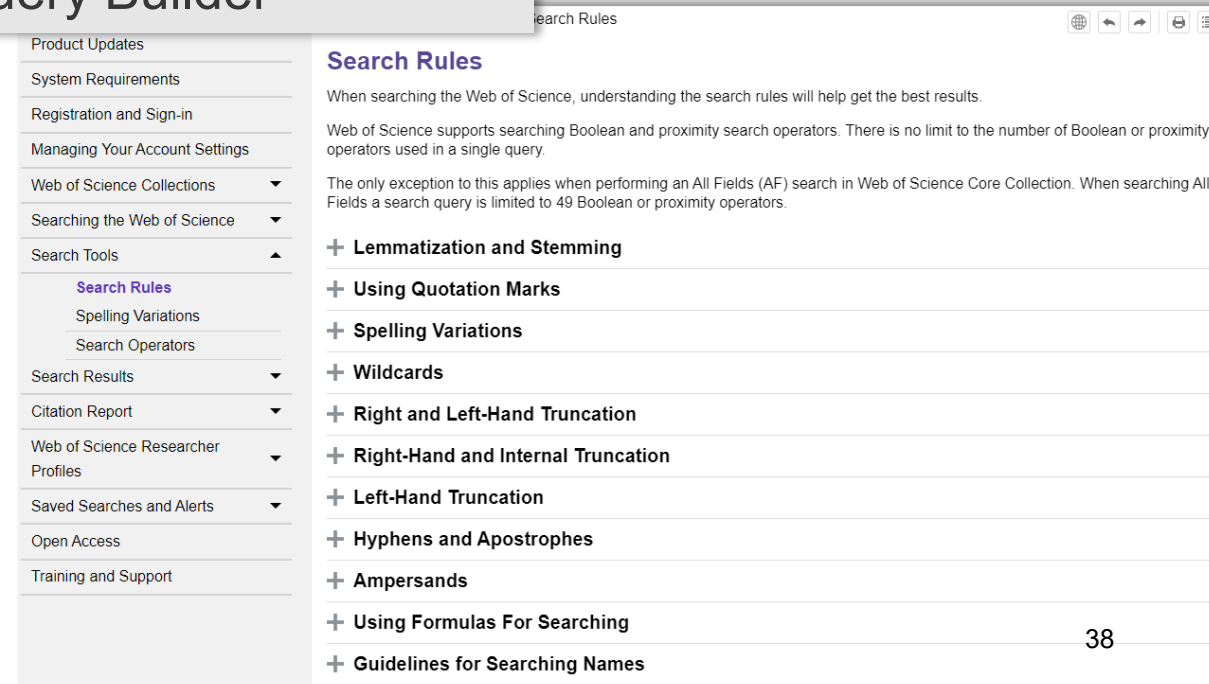 Query Builder
Search Rules
Product Updates
System Requirements
Registration and Sign-in
Managing Your Account Settings
Web of Science Collections
Searching the Web of Science
Search Tools
Search Rules
Spelling Variations
Search Operators
Search Results
Citation Report
Web of Science Researcher
Profiles
Saved Searches and Alerts
Open Access
Training and Support
Search Rules
When searching the Web of Science, understanding the search rules will help get the best results.
Web of Science supports searching Boolean and proximity search operators. There is no limit to the number of Boolean or proximity
operators used in a single query.
The only exception to this applies when performing an All Fields (AF) search in Web of Science Core Collection. When searching All
Fields a search query is limited to 49 Boolean or proximity operators.
Lemmatization and Stemming
Using Quotation Marks
Spelling Variations
Wildcards
Right and Left-Hand Truncation
Right-Hand and Internal Truncation
Left-Hand Truncation
Hyphens and Apostrophes
Ampersands
Using Formulas For Searching
Guidelines for Searching Names
38